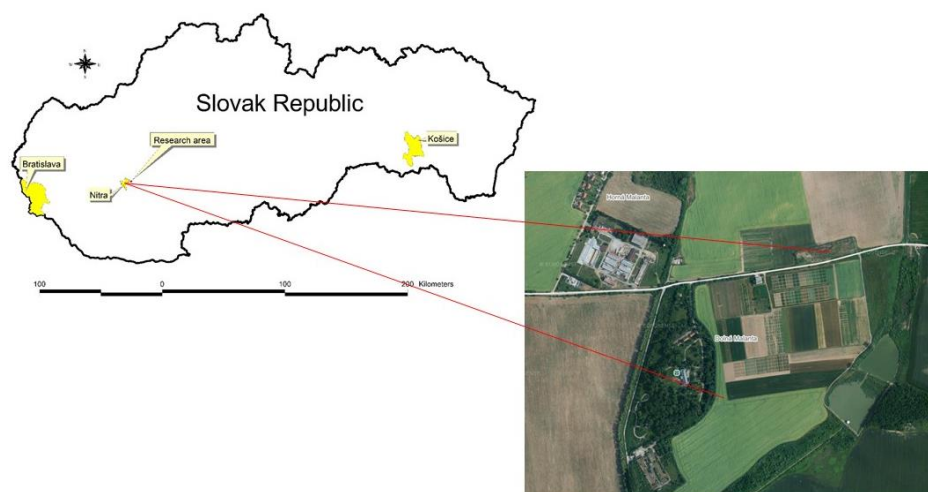 Slovak Republic
Research area
Košice
Bratislava
Nitra
100
0
100
200 Kilometers
Horná Malanta
Dolná Malanta